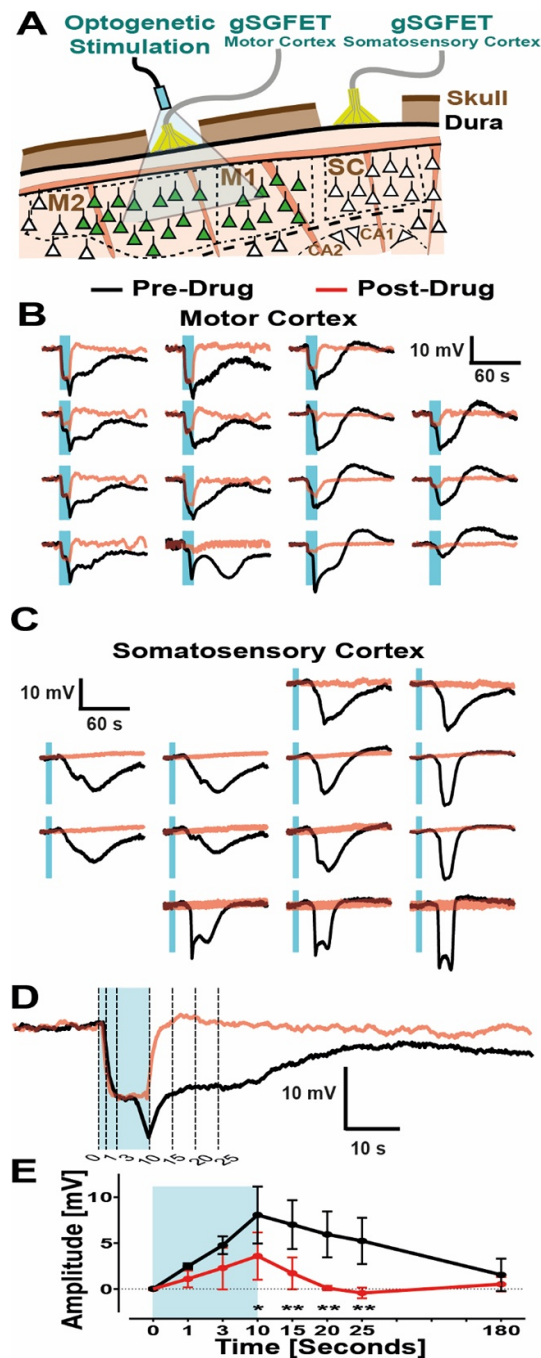 A
Optogenetic
Stimulation
gSGFET
Motor Cortex
gSGFET
Somatosensory Cortex
Skull
Dura
M2
M1
SC
CA2
CA1
Pre-Drug
Post-Drug
B
Motor Cortex
10 mV
60 s
C
Somatosensory Cortex
10 mV
60 s
D
10 mV
10 s
0 1 3 10 15 20 25
E
Amplitude [mV]
10
5
0
* ** ** **
0 1 3 10 15 20 25 180
Time [Seconds]